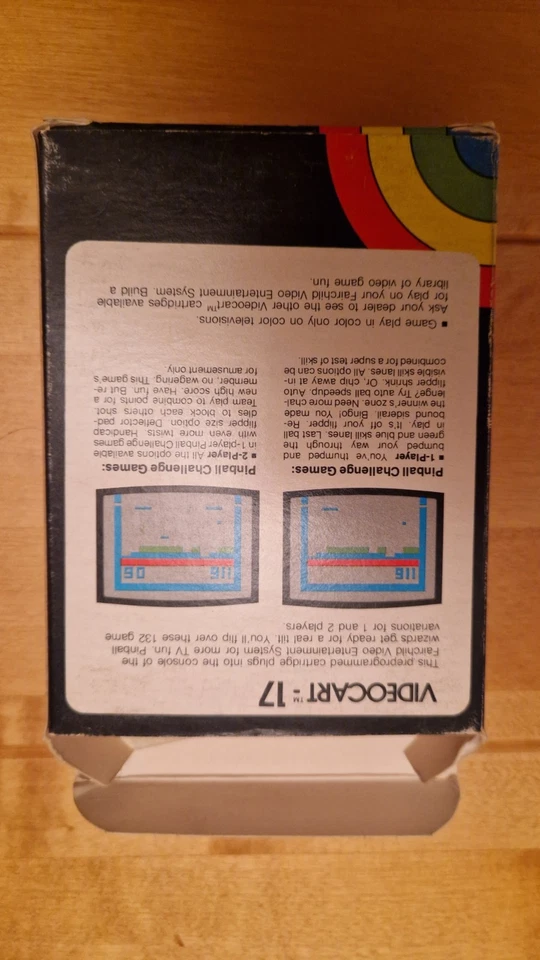 VIDEOCART™-17
This preprogrammed cartridge plugs into the console of the
Fairchild Video Entertainment System for more TV fun. Pinball
wizards get ready for a real tilt. You'll flip over these 132 game
variations for 1 and 2 players.
911
911
90
Pinball Challenge Games:
■ 1-Player You've thumped and
bumped your way through the
green and blue skill lanes. Last ball
in play. It's off your flipper. Re-
bound sidera! Bingo! You made
the winner's zone. Need more chal-
lenge? Try auto ball speedup. Auto
flipper shrink. Or, chip away at in-
visible skill lanes. All options can be
combined for a super test of skill.
Pinball Challenge Games:
■ 2-Player All the options available
in 1-player Pinball Challenge games
with even more twists. Handicap
flipper size option. Deflector pad-
dles to block each others shot.
Team play to combine points for a
new high score. Have fun. But re-
member, no wagering. This game's
for amusement only.
■ Game play in color only on color televisions.
Ask your dealer to see the other Videocart™ cartridges available
for play on your Fairchild Video Entertainment System. Build a
library of video game fun.